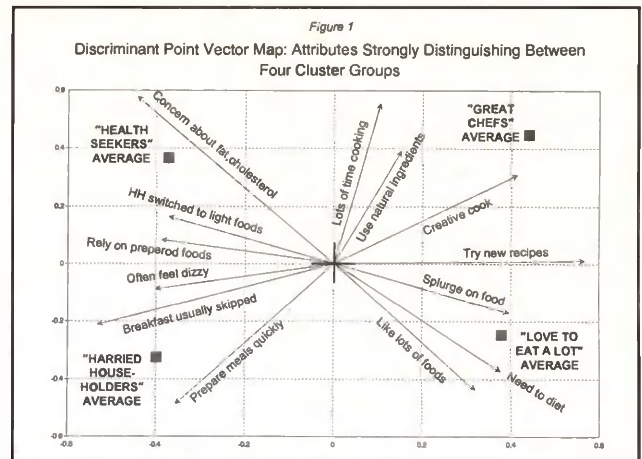 Figure 1
Discriminant Point Vector Map: Attributes Strongly Distinguishing Between
Four Cluster Groups
0.8
0.6
0.4
0.2
0
-0.2
-0.4
-0.6
-0.8
-0.6
-0.4
-0.2
0
0.2
0.4
0.6
"HEALTH
SEEKERS"
AVERAGE
Concern about fat,cholesterol
HH switched to light foods
Rely on prepared foods
Often feel dizzy
Breakfast usually skipped
Prepare meals quickly
"HARRIED
HOUSE-
HOLDERS"
AVERAGE
Lots of time cooking
Use natural ingredients
"GREAT
CHEFS"
AVERAGE
Creative cook
Try new recipes
Splurge on food
Like lots of foods
Need to diet
"LOVE TO
EAT A LOT"
AVERAGE